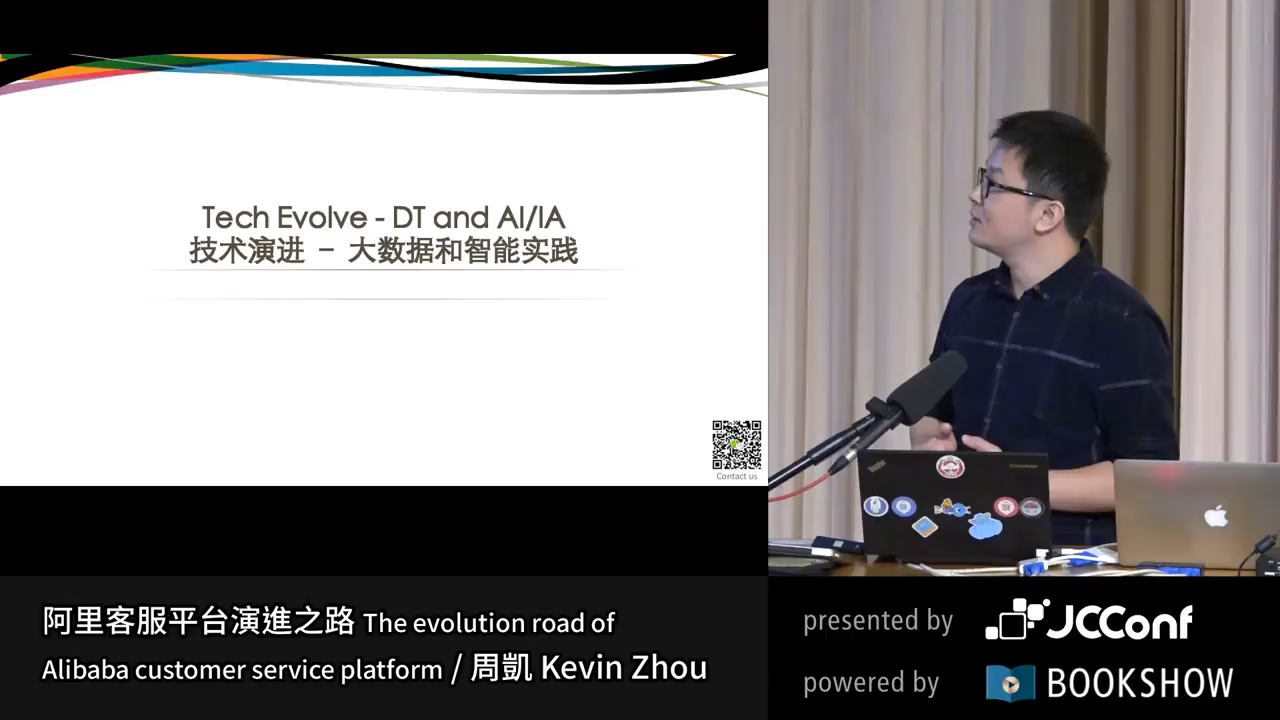 Tech Evolve - DT and AI/IA
技术演进 – 大数据和智能实践
Contact us
阿里客服平台演進之路 The evolution road of
Alibaba customer service platform / 周凱 Kevin Zhou
presented by JCConf
powered by BOOKSHOW